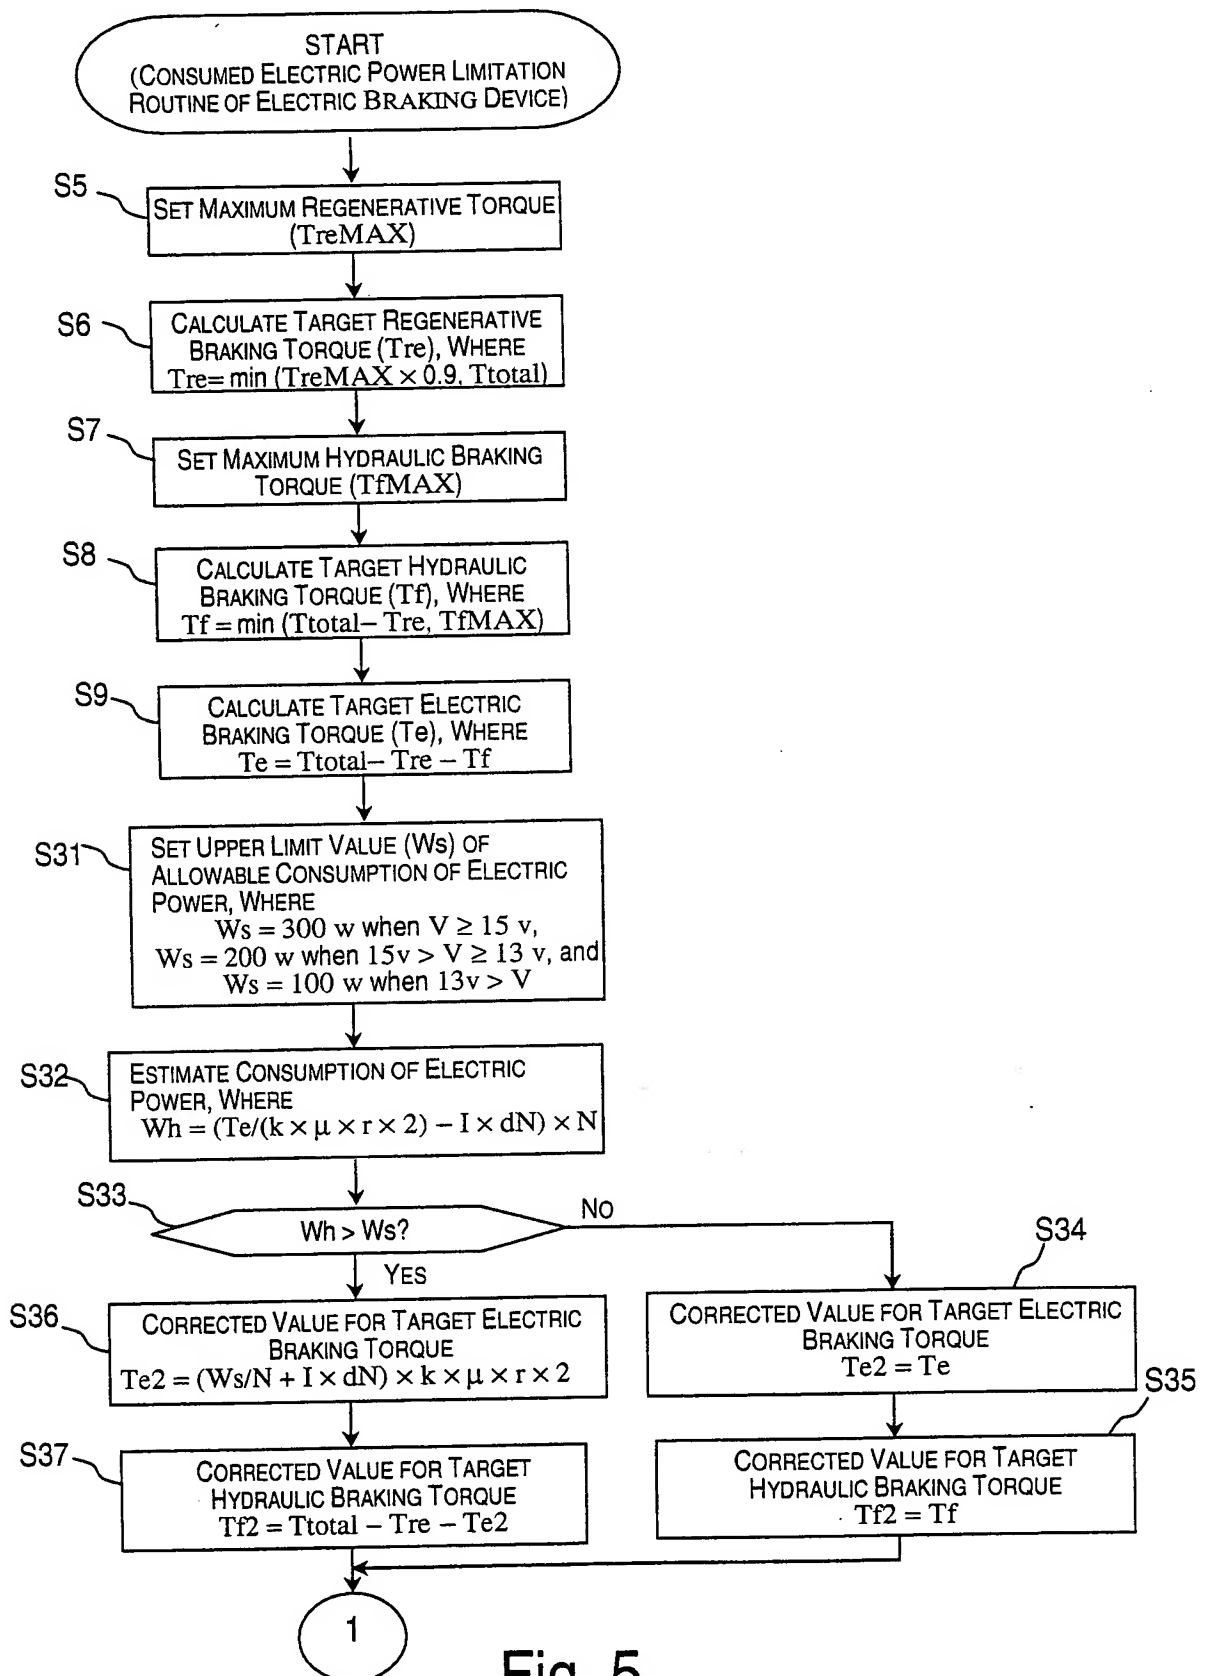 START
(CONSUMED ELECTRIC POWER LIMITATION
ROUTINE OF ELECTRIC BRAKING DEVICE)
S5
SET MAXIMUM REGENERATIVE TORQUE
(TreMAX)
S6
CALCULATE TARGET REGENERATIVE
BRAKING TORQUE (Tre), WHERE
Tre= min (TreMAX × 0.9, Ttotal)
S7
SET MAXIMUM HYDRAULIC BRAKING
TORQUE (TfMAX)
S8
CALCULATE TARGET HYDRAULIC
BRAKING TORQUE (Tf), WHERE
Tf = min (Ttotal– Tre, TfMAX)
S9
CALCULATE TARGET ELECTRIC
BRAKING TORQUE (Te), WHERE
Te = Ttotal– Tre – Tf
S31
SET UPPER LIMIT VALUE (Ws) OF
ALLOWABLE CONSUMPTION OF ELECTRIC
POWER, WHERE
Ws = 300 w when V ≥ 15 v,
Ws = 200 w when 15v > V ≥ 13 v, and
Ws = 100 w when 13v > V
S32
ESTIMATE CONSUMPTION OF ELECTRIC
POWER, WHERE
Wh = (Te/(k × μ × r × 2) – I × dN) × N
S33
Wh > Ws?
NO
YES
S34
CORRECTED VALUE FOR TARGET ELECTRIC
BRAKING TORQUE
Te2 = Te
S36
CORRECTED VALUE FOR TARGET ELECTRIC
BRAKING TORQUE
Te2 = (Ws/N + I × dN) × k × μ × r × 2
S35
CORRECTED VALUE FOR TARGET
HYDRAULIC BRAKING TORQUE
Tf2 = Tf
S37
CORRECTED VALUE FOR TARGET
HYDRAULIC BRAKING TORQUE
Tf2 = Ttotal – Tre – Te2
1
Fig. 5